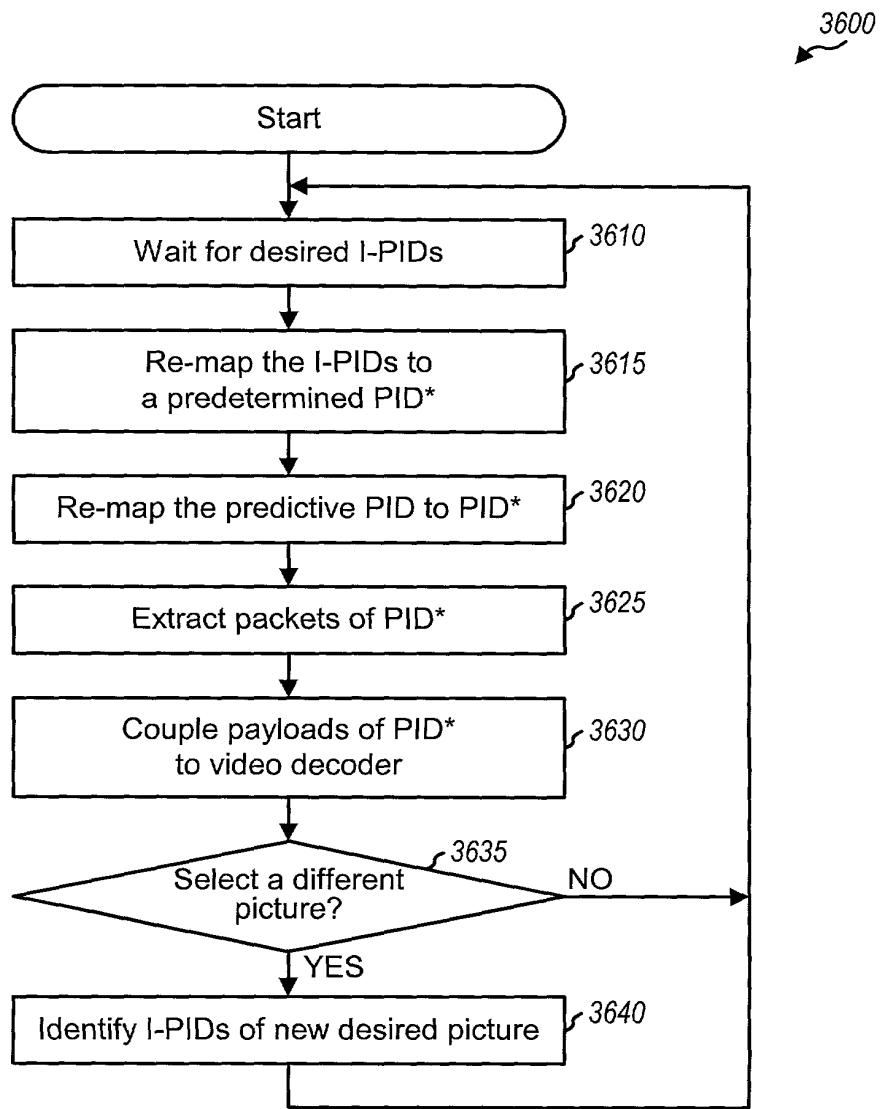 3600
Start
Wait for desired I-PIDs
3610
Re-map the I-PIDs to
a predetermined PID*
3615
Re-map the predictive PID to PID*
3620
Extract packets of PID*
3625
Couple payloads of PID*
to video decoder
3630
3635
Select a different
picture?
NO
YES
Identify I-PIDs of new desired picture
3640